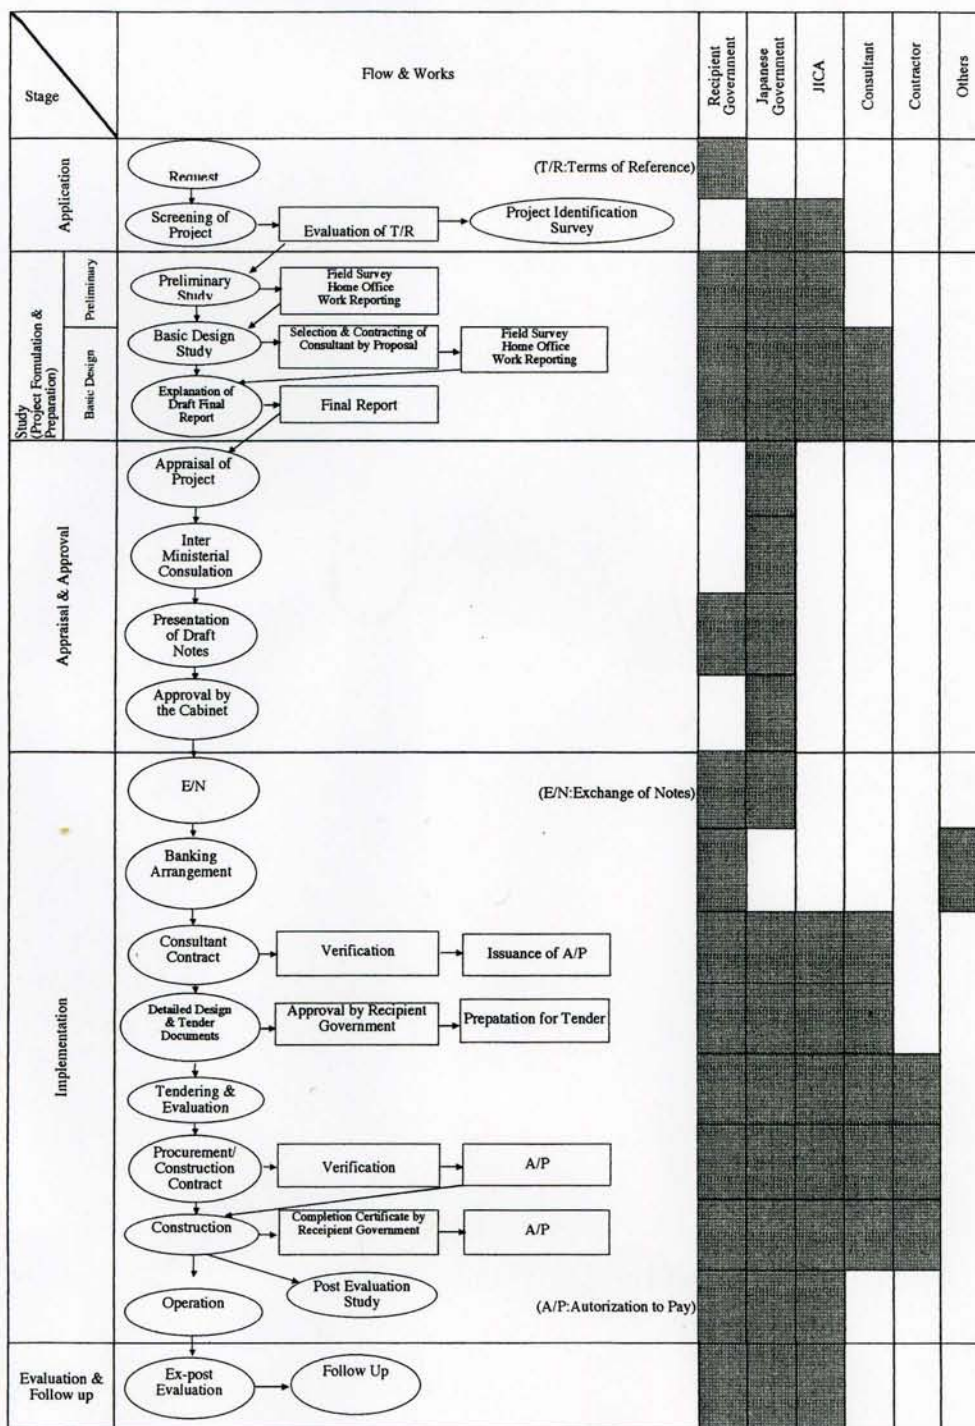 Stage
Flow & Works
Recipient
Government
Japanese
Government
JICA
Consultant
Contractor
Others
Application
Request
(T/R:Terms of Reference)
Screening of
Project
Evaluation of T/R
Project Identification
Survey
Study
(Project Fomulation &
Preparation)
Preliminary
Preliminary
Study
Field Survey
Home Office
Work Reporting
Basic Design
Basic Design
Study
Selection & Contracting of
Consultant by Proposal
Field Survey
Home Office
Work Reporting
Explanation of
Draft Final
Report
Final Report
Appraisal & Approval
Appraisal of
Project
Inter
Ministerial
Consulation
Presentation
of Draft
Notes
Approval by
the Cabinet
Implementation
E/N
(E/N:Exchange of Notes)
Banking
Arrangement
Consultant
Contract
Verification
Issuance of A/P
Detailed Design
& Tender
Documents
Approval by Recipient
Government
Prepatation for Tender
Tendering &
Evaluation
Procurement/
Construction
Contract
Verification
A/P
Construction
Completion Certificate by
Receipient Government
A/P
Post Evaluation
Study
Operation
(A/P:Autorization to Pay)
Evaluation &
Follow up
Ex-post
Evaluation
Follow Up